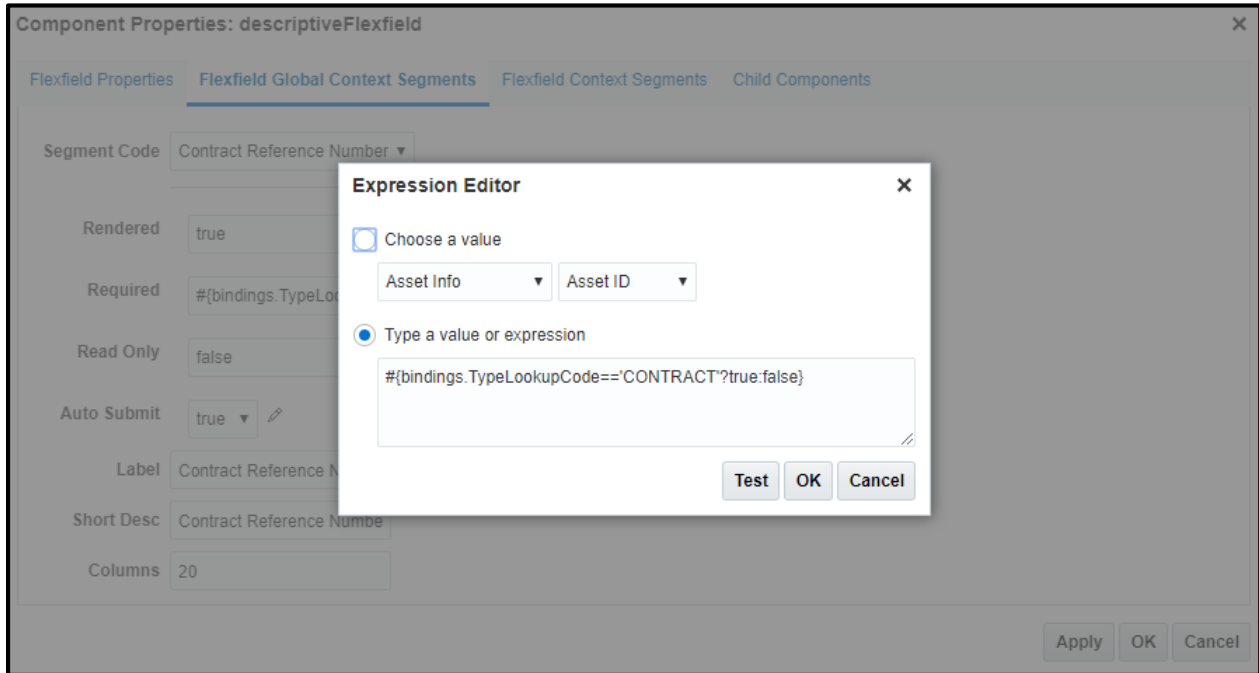 Component Properties: descriptiveFlexfield
Flexfield Properties Flexfield Global Context Segments Flexfield Context Segments Child Components
Segment Code Contract Reference Number
Expression Editor
Rendered true
Choose a value
Asset Info Asset ID
Required #{bindings.TypeLoo
Type a value or expression
Read Only false
#{bindings.TypeLookupCode=='CONTRACT'?true:false}
Auto Submit true
Label Contract Reference N
Test OK Cancel
Short Desc Contract Reference Numbe
Columns 20
Apply OK Cancel